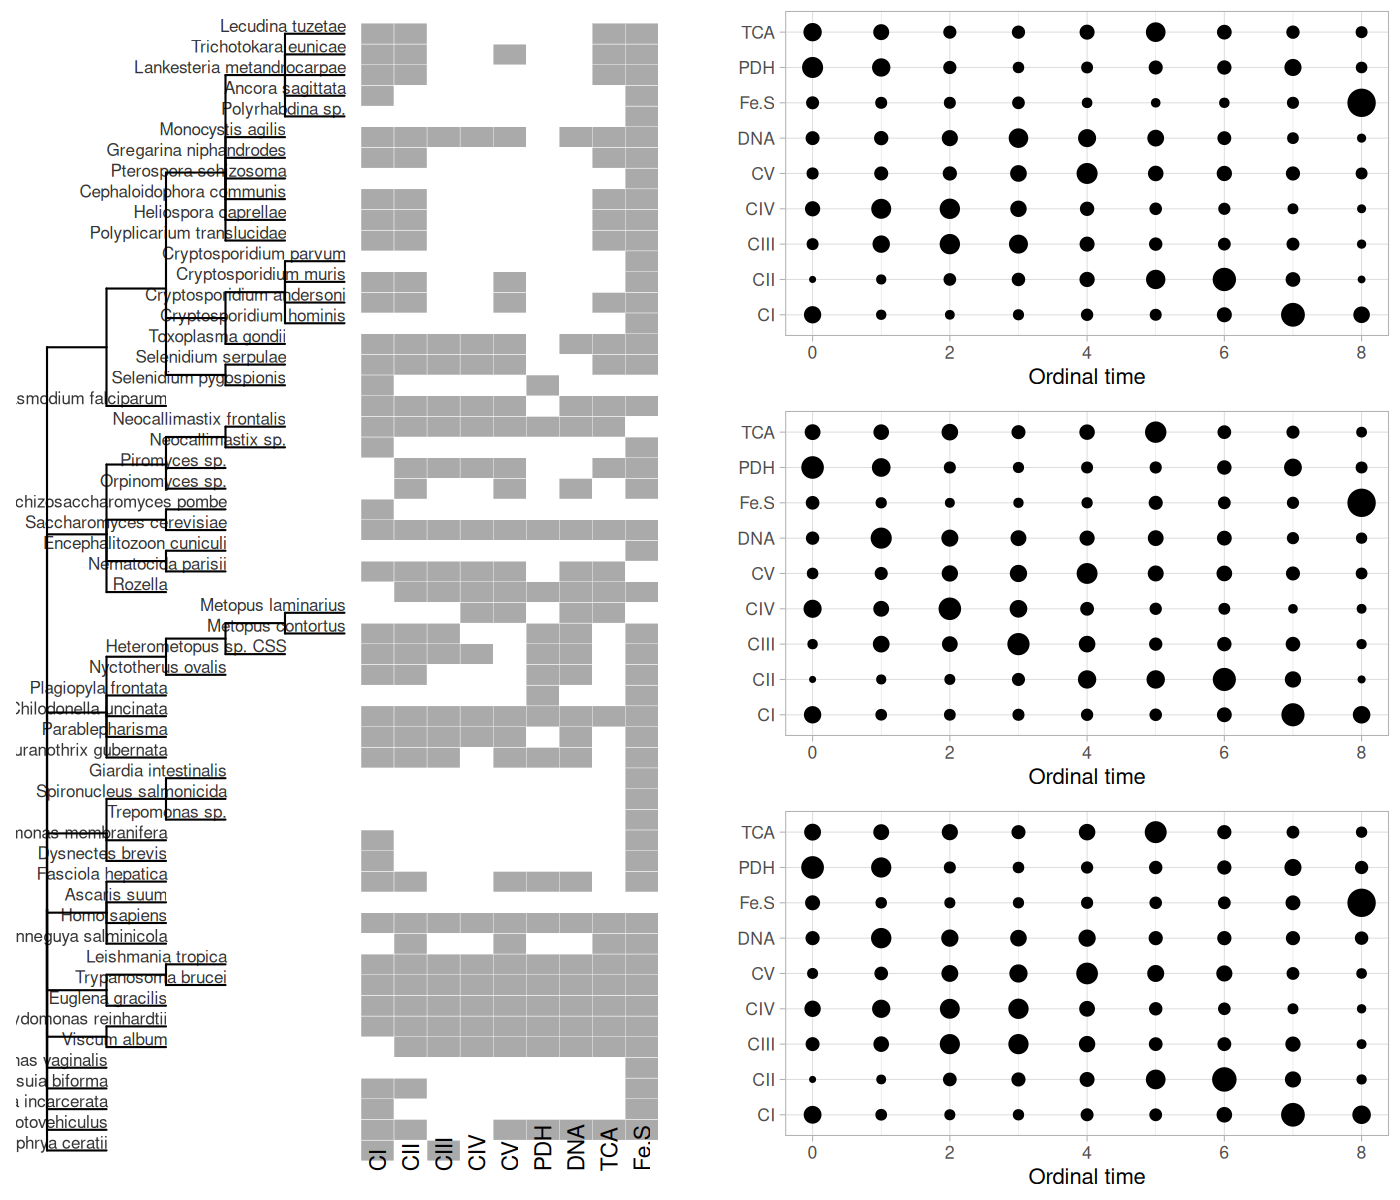 Lecudina tuzetae
Trichotokara eunicae
Lankesteria metandrocarpae
Ancora sagittata
Polyrhabdina sp.
Monocystis agilis
Gregarina niphandrodes
Pterospora schizosoma
Cephaloidophora communis
Heliospora caprellae
Polyplicarium translucidae
Cryptosporidium parvum
Cryptosporidium muris
Cryptosporidium andersoni
Cryptosporidium hominis
Toxoplasma gondii
Selenidium serpulae
Selenidium pygospionis
smodium falciparum
Neocallimastix frontalis
Neocallimastix sp.
Piromyces sp.
Orpinomyces sp.
chizosaccharomyces pombe
Saccharomyces cerevisiae
Encephalitozoon cuniculi
Nematocida parisii
Rozella
Metopus laminarius
Metopus contortus
Heterometopus sp. CSS
Nyctotherus ovalis
Plagiopyla frontata
Chilodonella uncinata
Parablepharisma
uranothrix gubernata
Giardia intestinalis
Spironucleus salmonicida
Trepomonas sp.
monas membranifera
Dysnectes brevis
Fasciola hepatica
Ascaris suum
Homo sapiens
nneguya salminicola
Leishmania tropica
Trypanosoma brucei
Euglena gracilis
ydomonas reinhardtii
Viscum album
nas vaginalis
suia biforma
a incarcerata
otovehiculus
phrya ceratii
CI CII CIII CIV CV PDH DNA TCA Fe.S
TCA
PDH
Fe.S
DNA
CV
CIV
CIII
CII
CI
0 2 4 6 8
Ordinal time
TCA
PDH
Fe.S
DNA
CV
CIV
CIII
CII
CI
0 2 4 6 8
Ordinal time
TCA
PDH
Fe.S
DNA
CV
CIV
CIII
CII
CI
0 2 4 6 8
Ordinal time